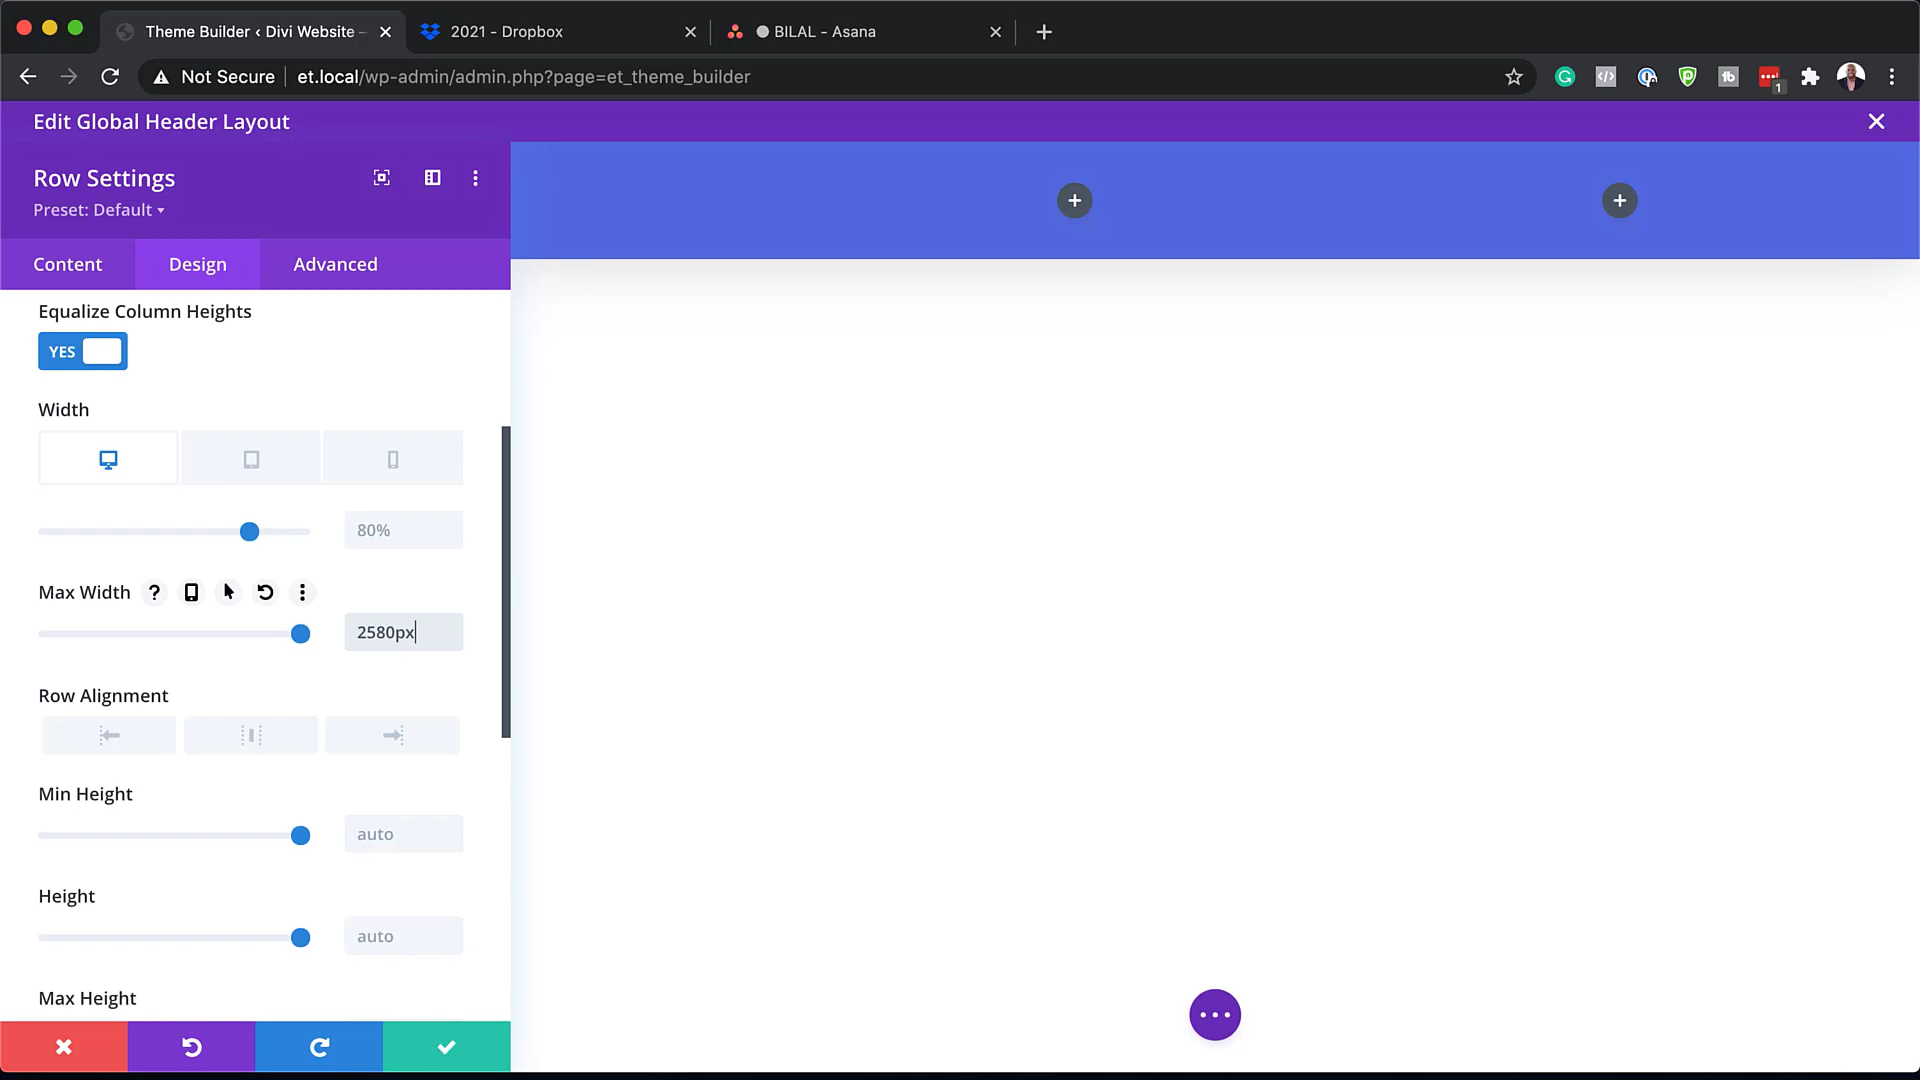 Theme Builder ‹ Divi Website –
2021 - Dropbox
BILAL - Asana
Not Secure
et.local/wp-admin/admin.php?page=et_theme_builder
1
Edit Global Header Layout
Row Settings
Preset: Default
Content
Design
Advanced
Equalize Column Heights
YES
Width
80%
Max Width
2580px
Row Alignment
Min Height
auto
Height
auto
Max Height